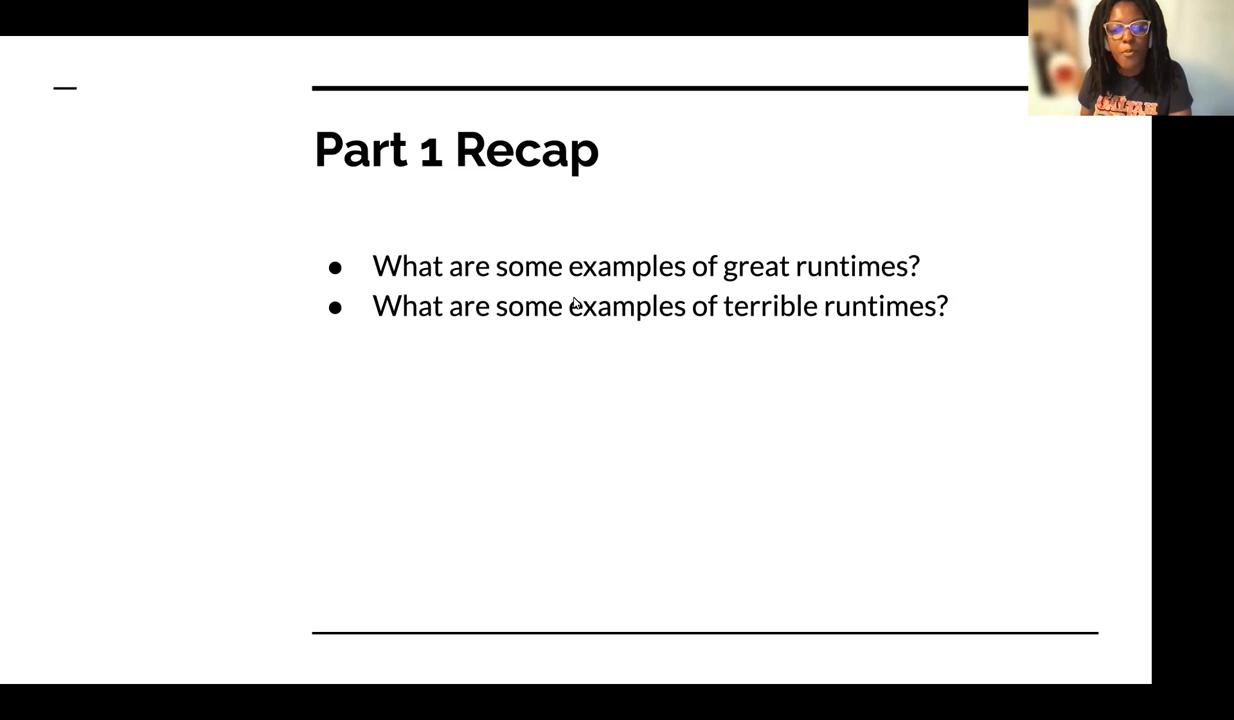 Part 1 Recap
● What are some examples of great runtimes?
● What are some examples of terrible runtimes?